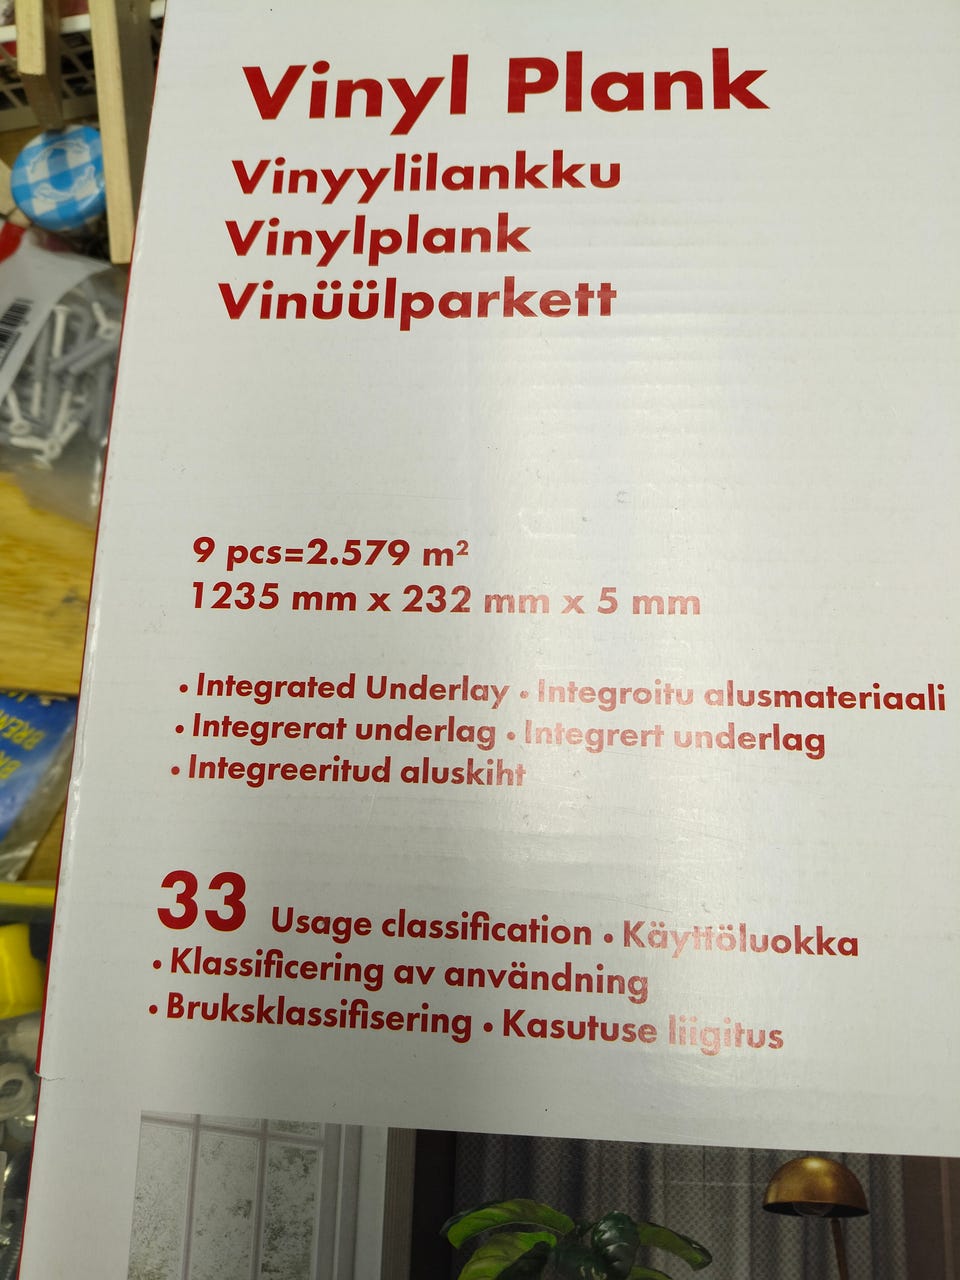 Vinyl Plank
Vinyylilankku
Vinylplank
Vinüülparkett
9 pcs=2.579 m²
1235 mm x 232 mm x 5 mm
• Integrated Underlay • Integroitu alusmateriaali
• Integrerat underlag • Integrert underlag
• Integreeritud aluskiht
33 Usage classification • Käyttöluokka
• Klassificering av användning
• Bruksklassifisering • Kasutuse liigitus